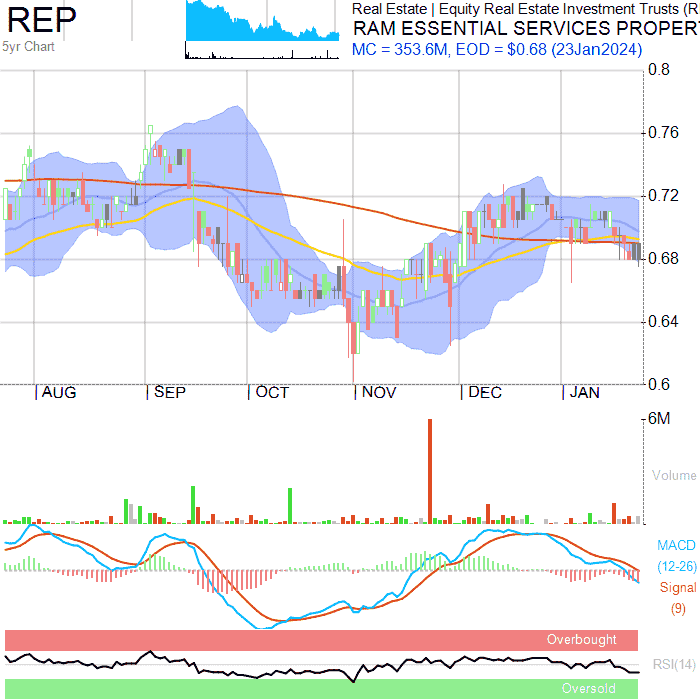 REP
5yr Chart
Real Estate | Equity Real Estate Investment Trusts (R
RAM ESSENTIAL SERVICES PROPER
MC = 353.6M, EOD = $0.68 (23Jan2024)
0.8
0.76
0.72
0.68
0.64
0.6
|AUG |SEP |OCT |NOV |DEC |JAN
6M
Volume
MACD
(12-26)
Signal
(9)
Overbought
RSI(14)
Oversold